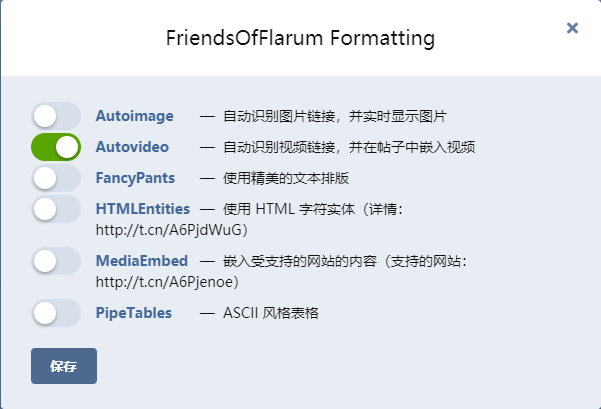 FriendsOfFlarum Formatting
Autoimage — 自动识别图片链接，并实时显示图片
Autovideo — 自动识别视频链接，并在帖子中嵌入视频
FancyPants — 使用精美的文本排版
HTMLEntities — 使用 HTML 字符实体（详情：
http://t.cn/A6PjdWuG）
MediaEmbed — 嵌入受支持的网站的内容（支持的网站：
http://t.cn/A6Pjenoe）
PipeTables — ASCII 风格表格
保存